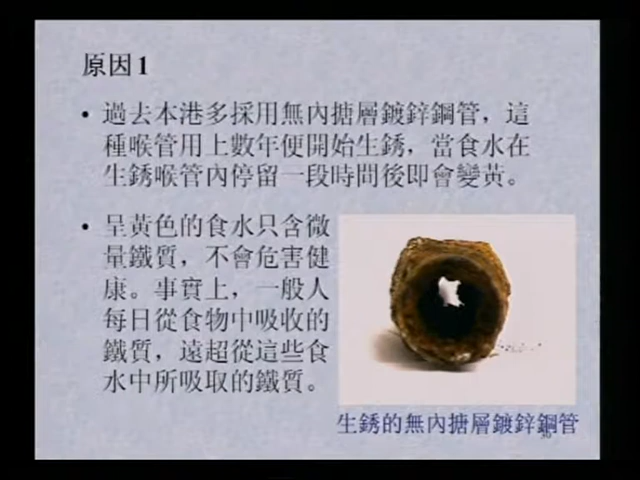 原因 1
• 過去本港多採用無內搪層鍍鋅鋼管，這
種喉管用上數年便開始生銹，當食水在
生銹喉管內停留一段時間後即會變黃。
• 呈黃色的食水只含微
量鐵質，不會危害健
康。事實上，一般人
每日從食物中吸收的
鐵質，遠超從這些食
水中所吸取的鐵質。
生銹的無內搪層鍍鋅鋼管